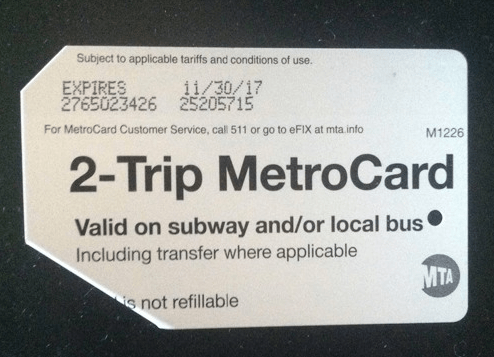 Subject to applicable tariffs and conditions of use.
EXPIRES 11/30/17
2765023426 25205715
For MetroCard Customer Service, call 511 or go to eFIX at mta.info
M1226
2-Trip MetroCard
Valid on subway and/or local bus
Including transfer where applicable
MTA
is not refillable